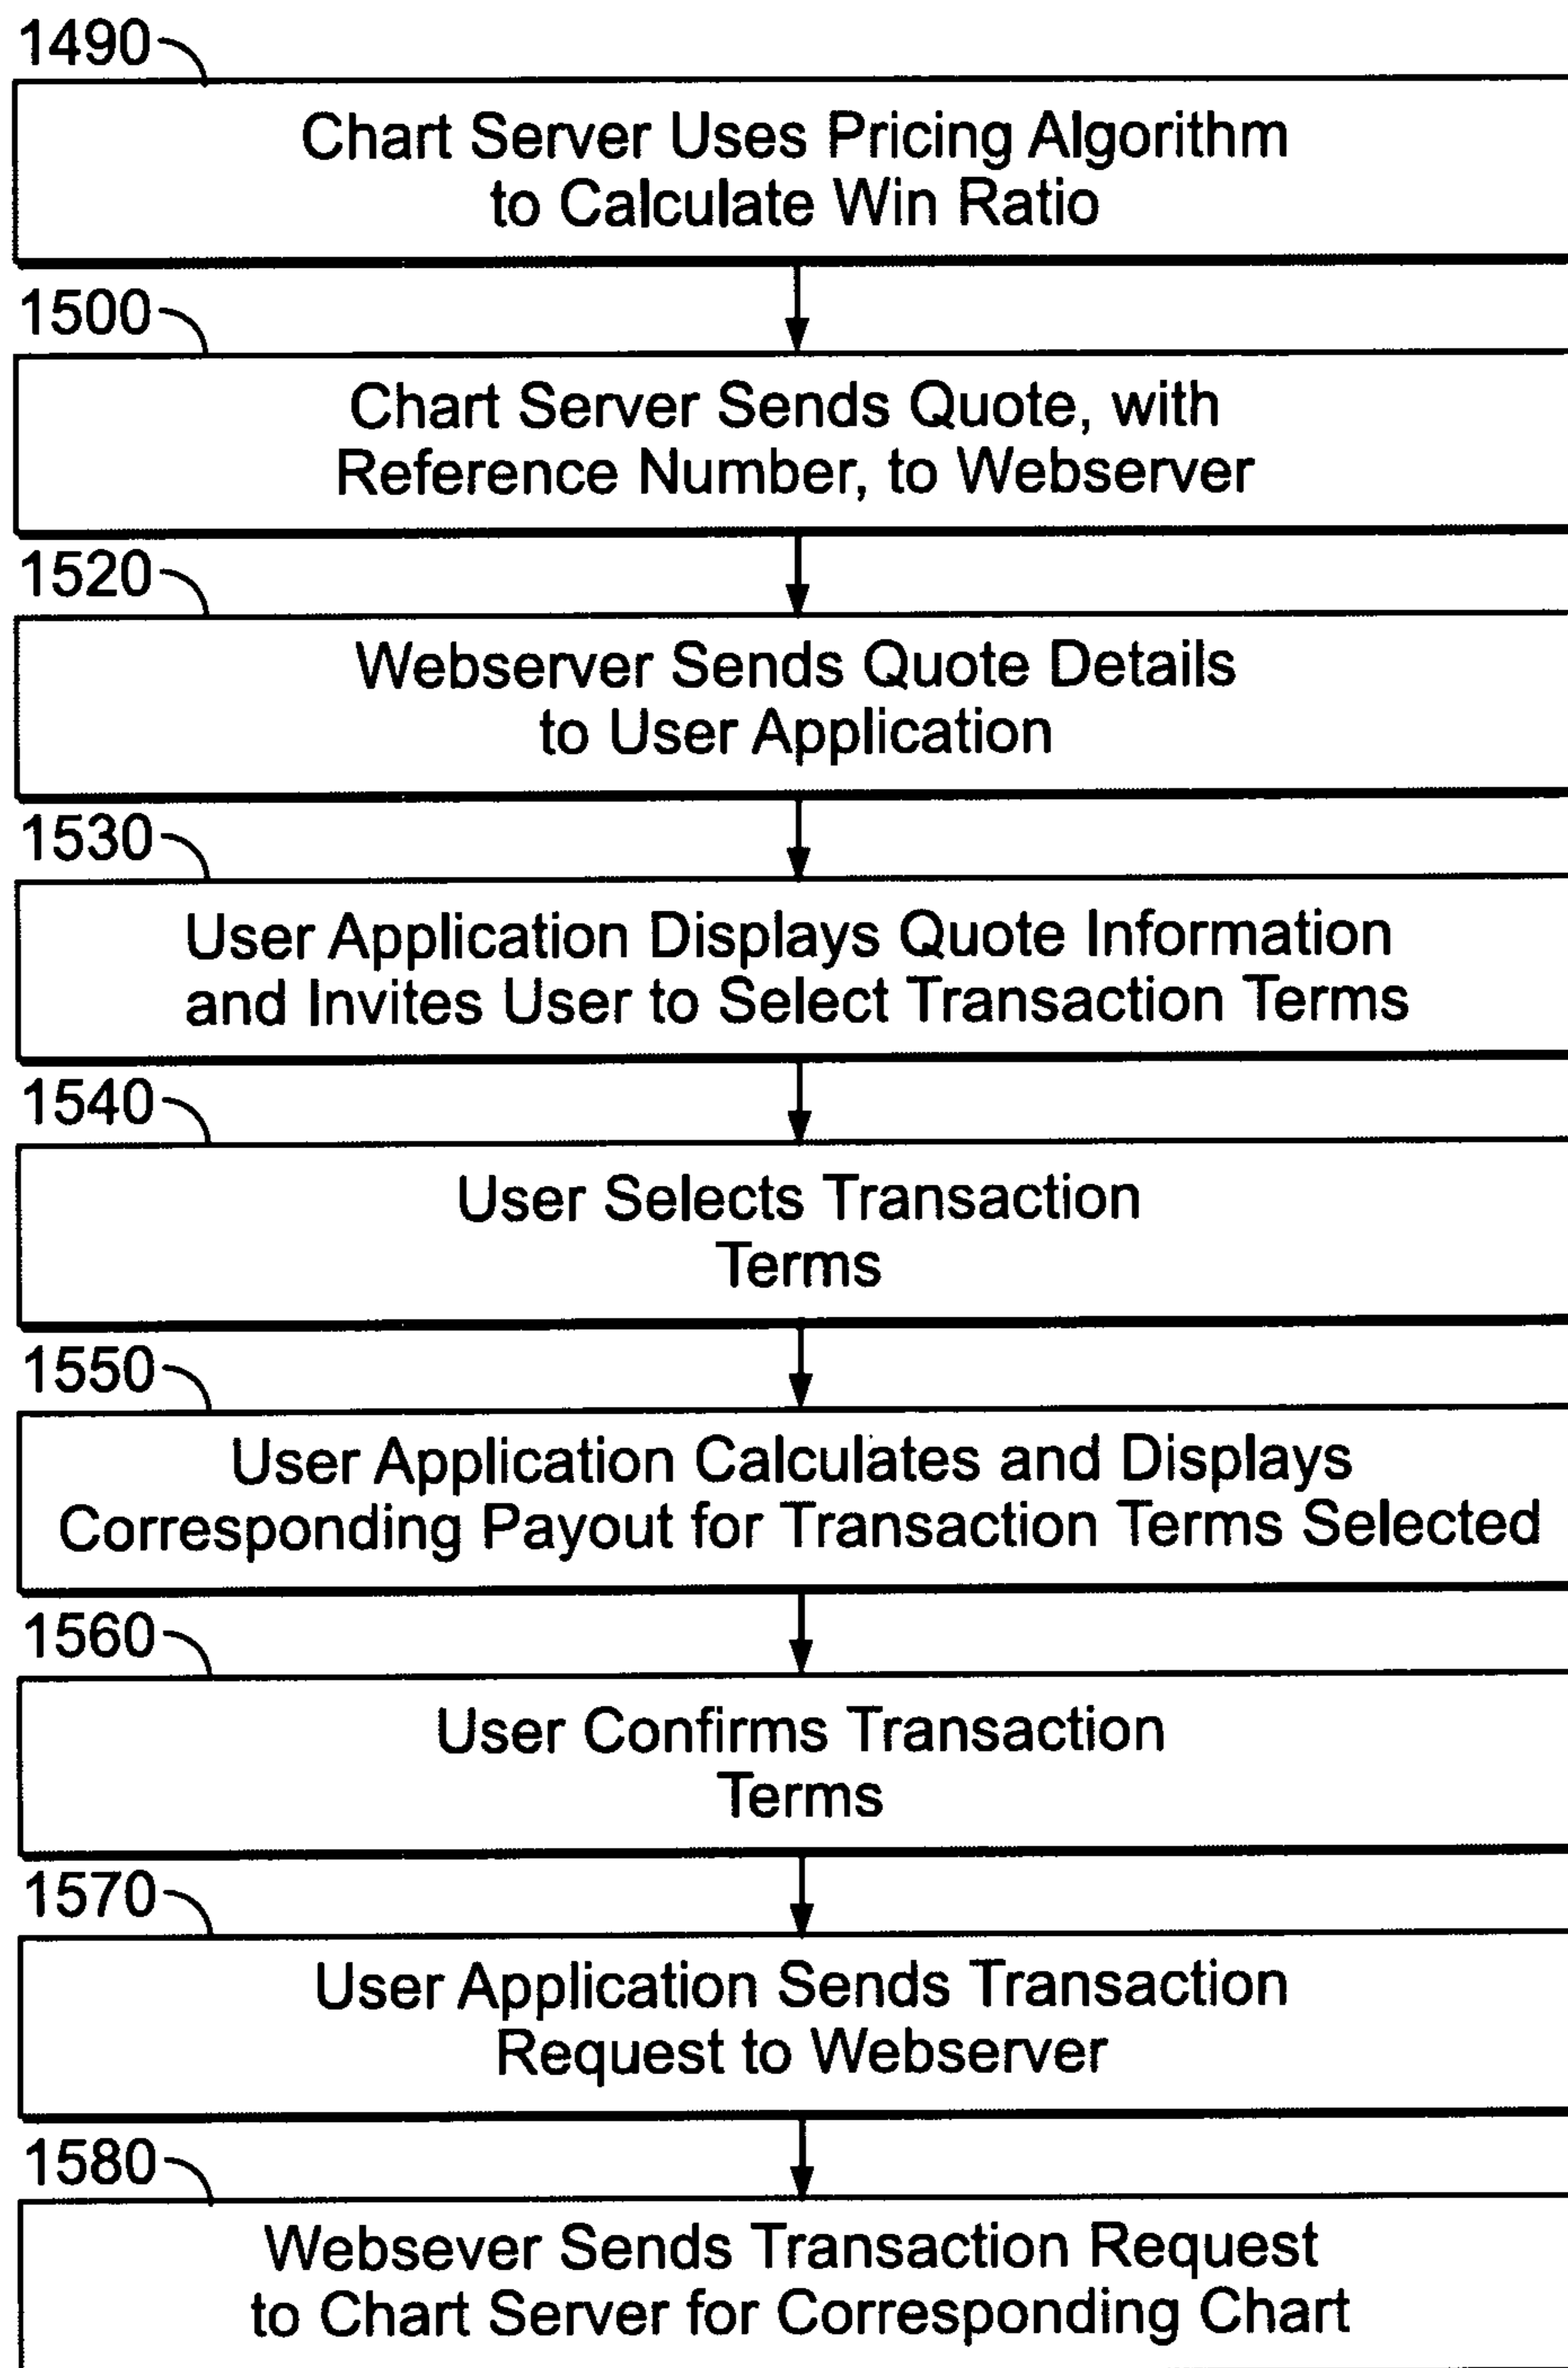 1490
Chart Server Uses Pricing Algorithm
to Calculate Win Ratio
1500
Chart Server Sends Quote, with
Reference Number, to Webserver
1520
Webserver Sends Quote Details
to User Application
1530
User Application Displays Quote Information
and Invites User to Select Transaction Terms
1540
User Selects Transaction
Terms
1550
User Application Calculates and Displays
Corresponding Payout for Transaction Terms Selected
1560
User Confirms Transaction
Terms
1570
User Application Sends Transaction
Request to Webserver
1580
Websever Sends Transaction Request
to Chart Server for Corresponding Chart